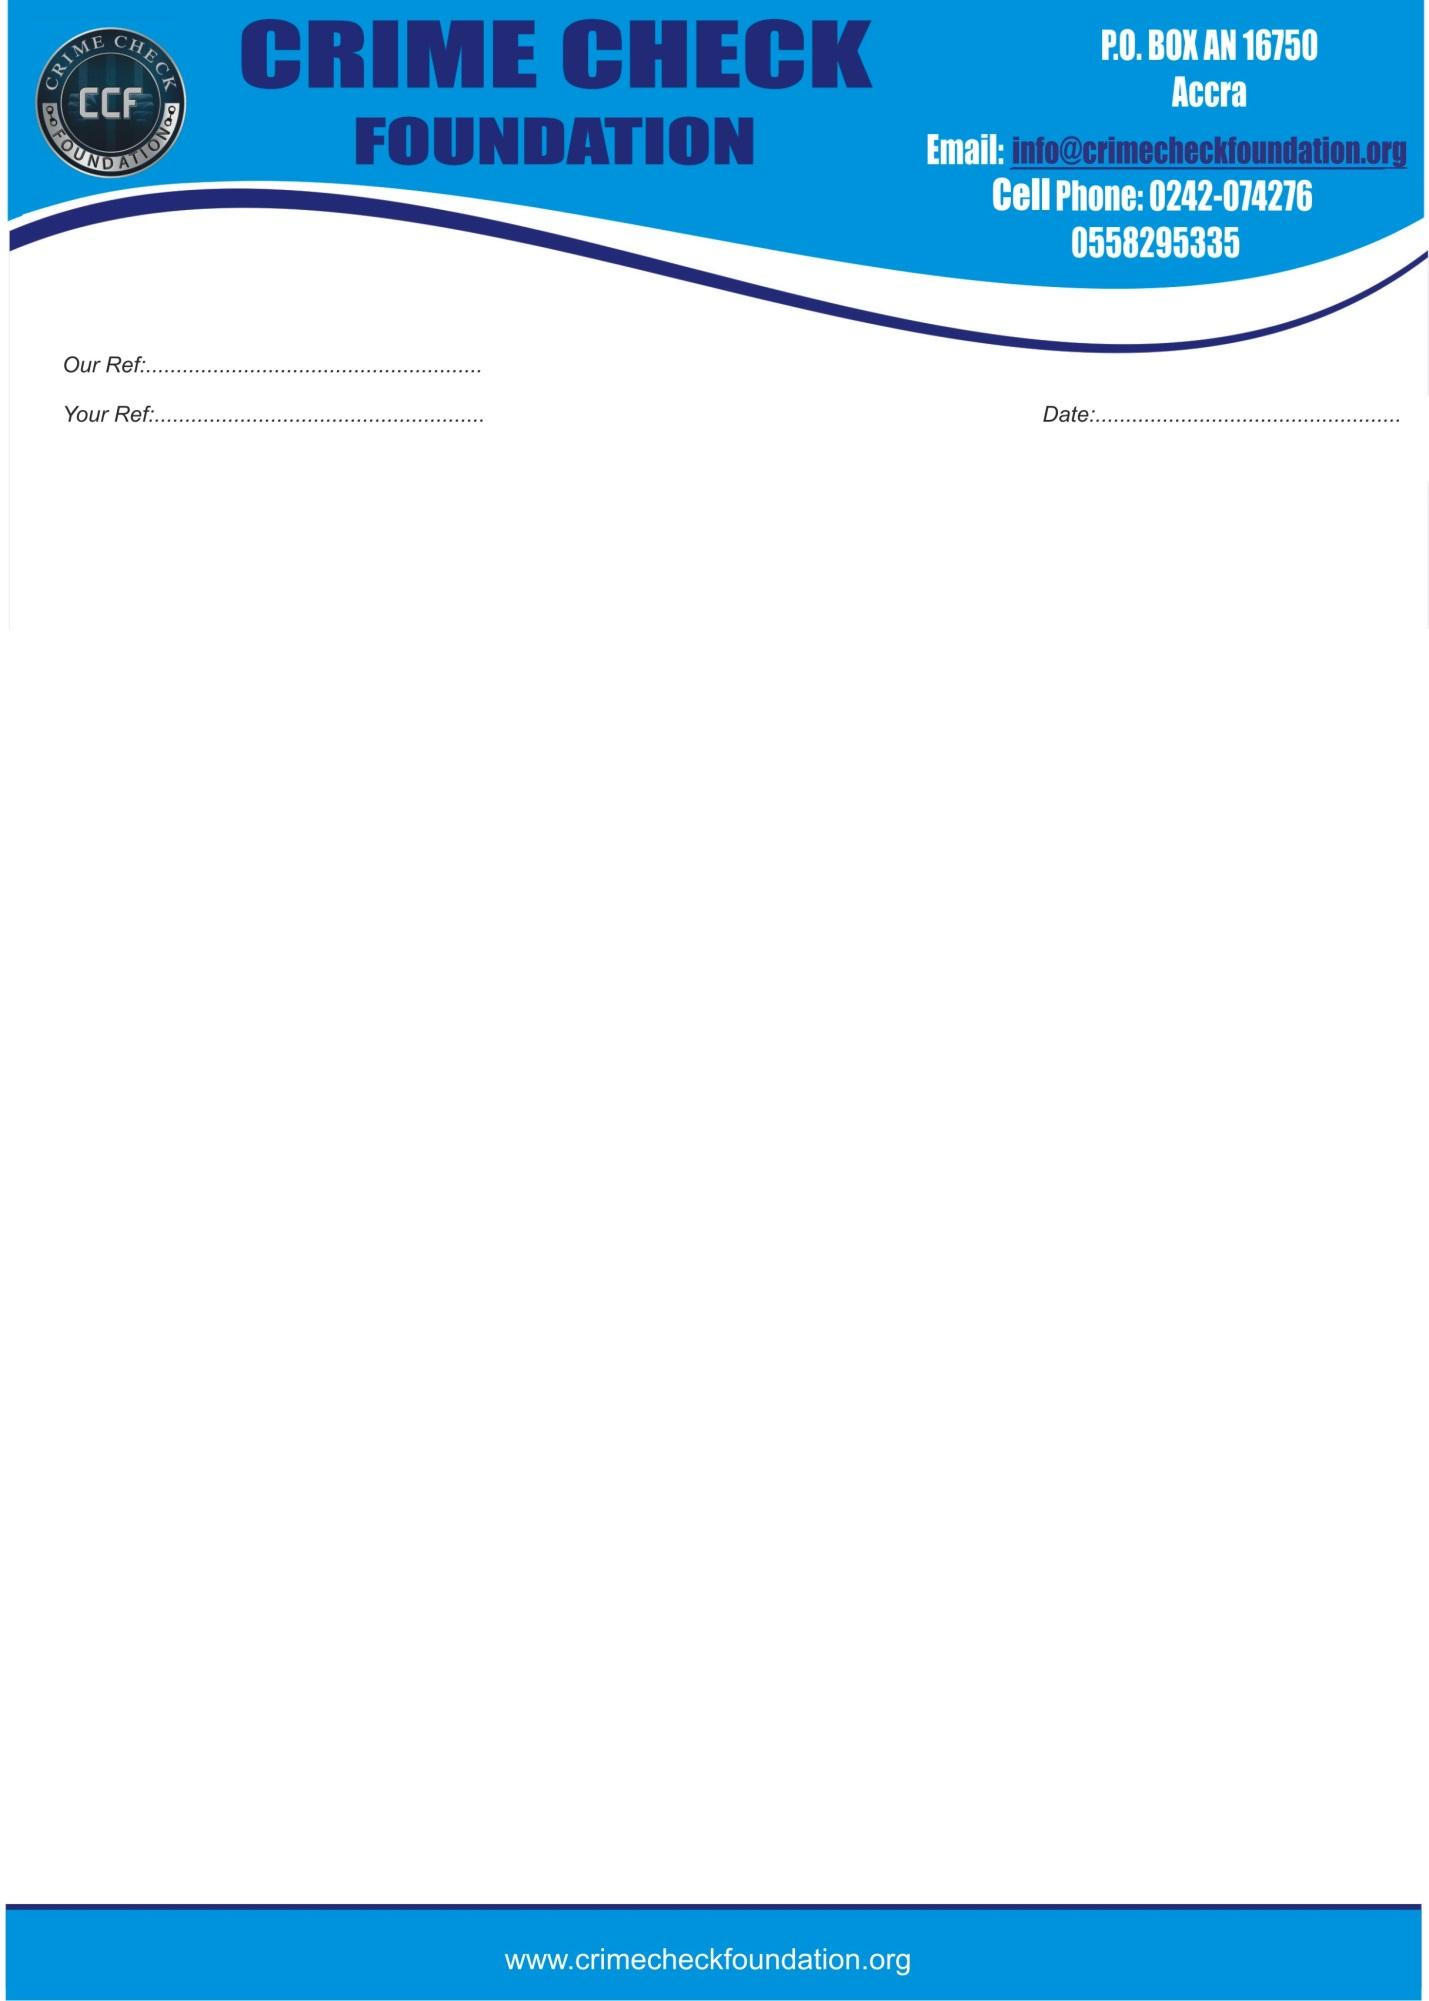 CRIME CHECK
CCF
FOUNDATION
CRIME CHECK
FOUNDATION
P.O. BOX AN 16750
Accra
Email: info@crimecheckfoundation.org
Cell Phone: 0242-074276
0558295335
Our Ref:.......................................................
Your Ref:......................................................
Date:..................................................
www.crimecheckfoundation.org